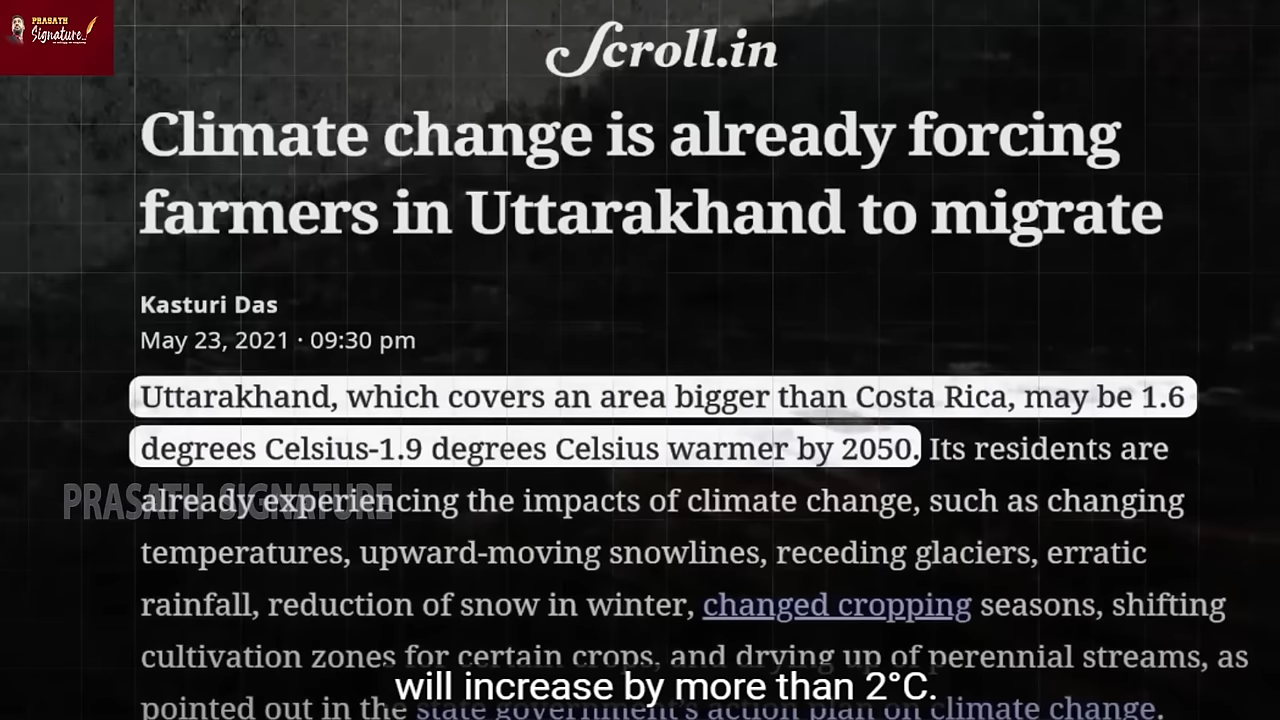 PRASATH
Signature..!
Scroll.in
Climate change is already forcing
farmers in Uttarakhand to migrate
Kasturi Das
May 23, 2021 · 09:30 pm
Uttarakhand, which covers an area bigger than Costa Rica, may be 1.6
degrees Celsius-1.9 degrees Celsius warmer by 2050. Its residents are
PRASATH SIGNATURE
already experiencing the impacts of climate change, such as changing
temperatures, upward-moving snowlines, receding glaciers, erratic
rainfall, reduction of snow in winter, changed cropping seasons, shifting
cultivation zones for certain crops, and drying up of perennial streams, as
will increase by more than 2°C.
pointed out in the state government's action plan on climate change.